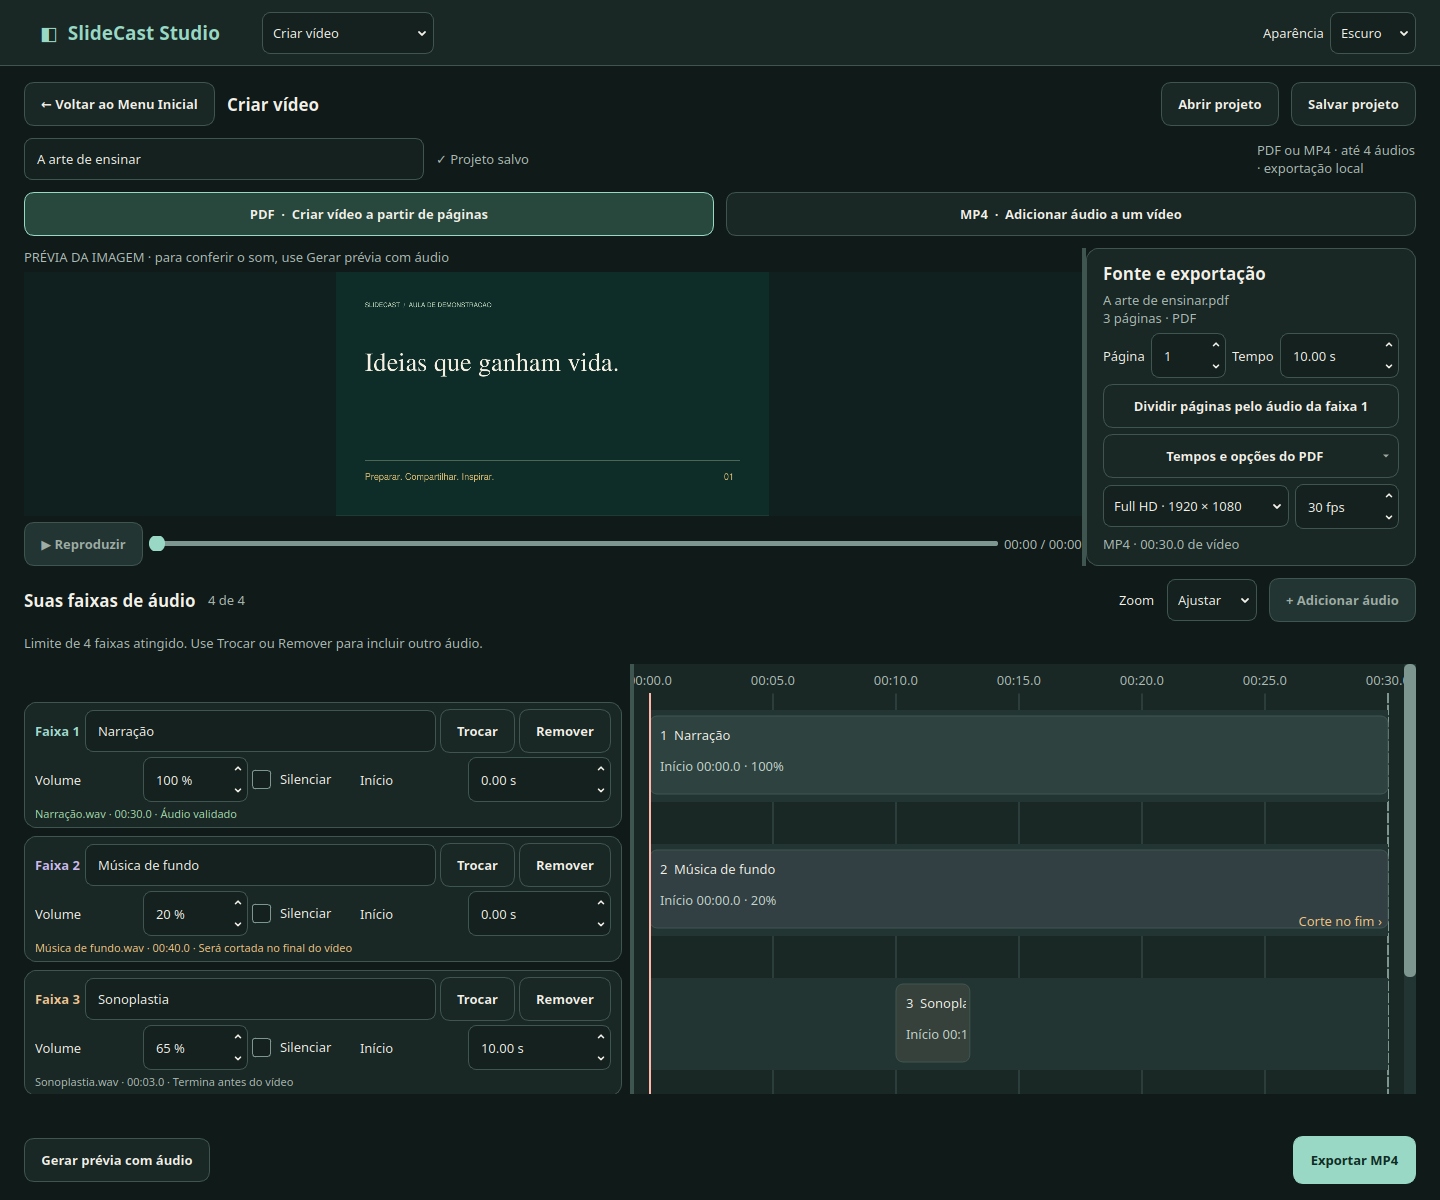 SlideCast Studio
Criar vídeo
Aparência
Escuro
← Voltar ao Menu Inicial
Criar vídeo
Abrir projeto
Salvar projeto
A arte de ensinar
✓ Projeto salvo
PDF ou MP4 · até 4 áudios
· exportação local
PDF · Criar vídeo a partir de páginas
MP4 · Adicionar áudio a um vídeo
PRÉVIA DA IMAGEM · para conferir o som, use Gerar prévia com áudio
SLIDECAST · AULA DE DEMONSTRACAO
Ideias que ganham vida.
Preparar. Compartilhar. Inspirar.
01
▶ Reproduzir
00:00 / 00:00
Fonte e exportação
A arte de ensinar.pdf
3 páginas · PDF
Página
1
Tempo
10.00 s
Dividir páginas pelo áudio da faixa 1
Tempos e opções do PDF
Full HD · 1920 × 1080
30 fps
MP4 · 00:30.0 de vídeo
Suas faixas de áudio
4 de 4
Zoom
Ajustar
+ Adicionar áudio
Limite de 4 faixas atingido. Use Trocar ou Remover para incluir outro áudio.
00:00.0
00:05.0
00:10.0
00:15.0
00:20.0
00:25.0
00:30.
Faixa 1
Narração
Trocar
Remover
Volume
100 %
Silenciar
Início
0.00 s
Narração.wav · 00:30.0 · Áudio validado
1 Narração
Início 00:00.0 · 100%
Faixa 2
Música de fundo
Trocar
Remover
Volume
20 %
Silenciar
Início
0.00 s
Música de fundo.wav · 00:40.0 · Será cortada no final do vídeo
2 Música de fundo
Início 00:00.0 · 20%
Corte no fim ›
Faixa 3
Sonoplastia
Trocar
Remover
Volume
65 %
Silenciar
Início
10.00 s
Sonoplastia.wav · 00:03.0 · Termina antes do vídeo
3 Sonopla
Início 00:1
Gerar prévia com áudio
Exportar MP4